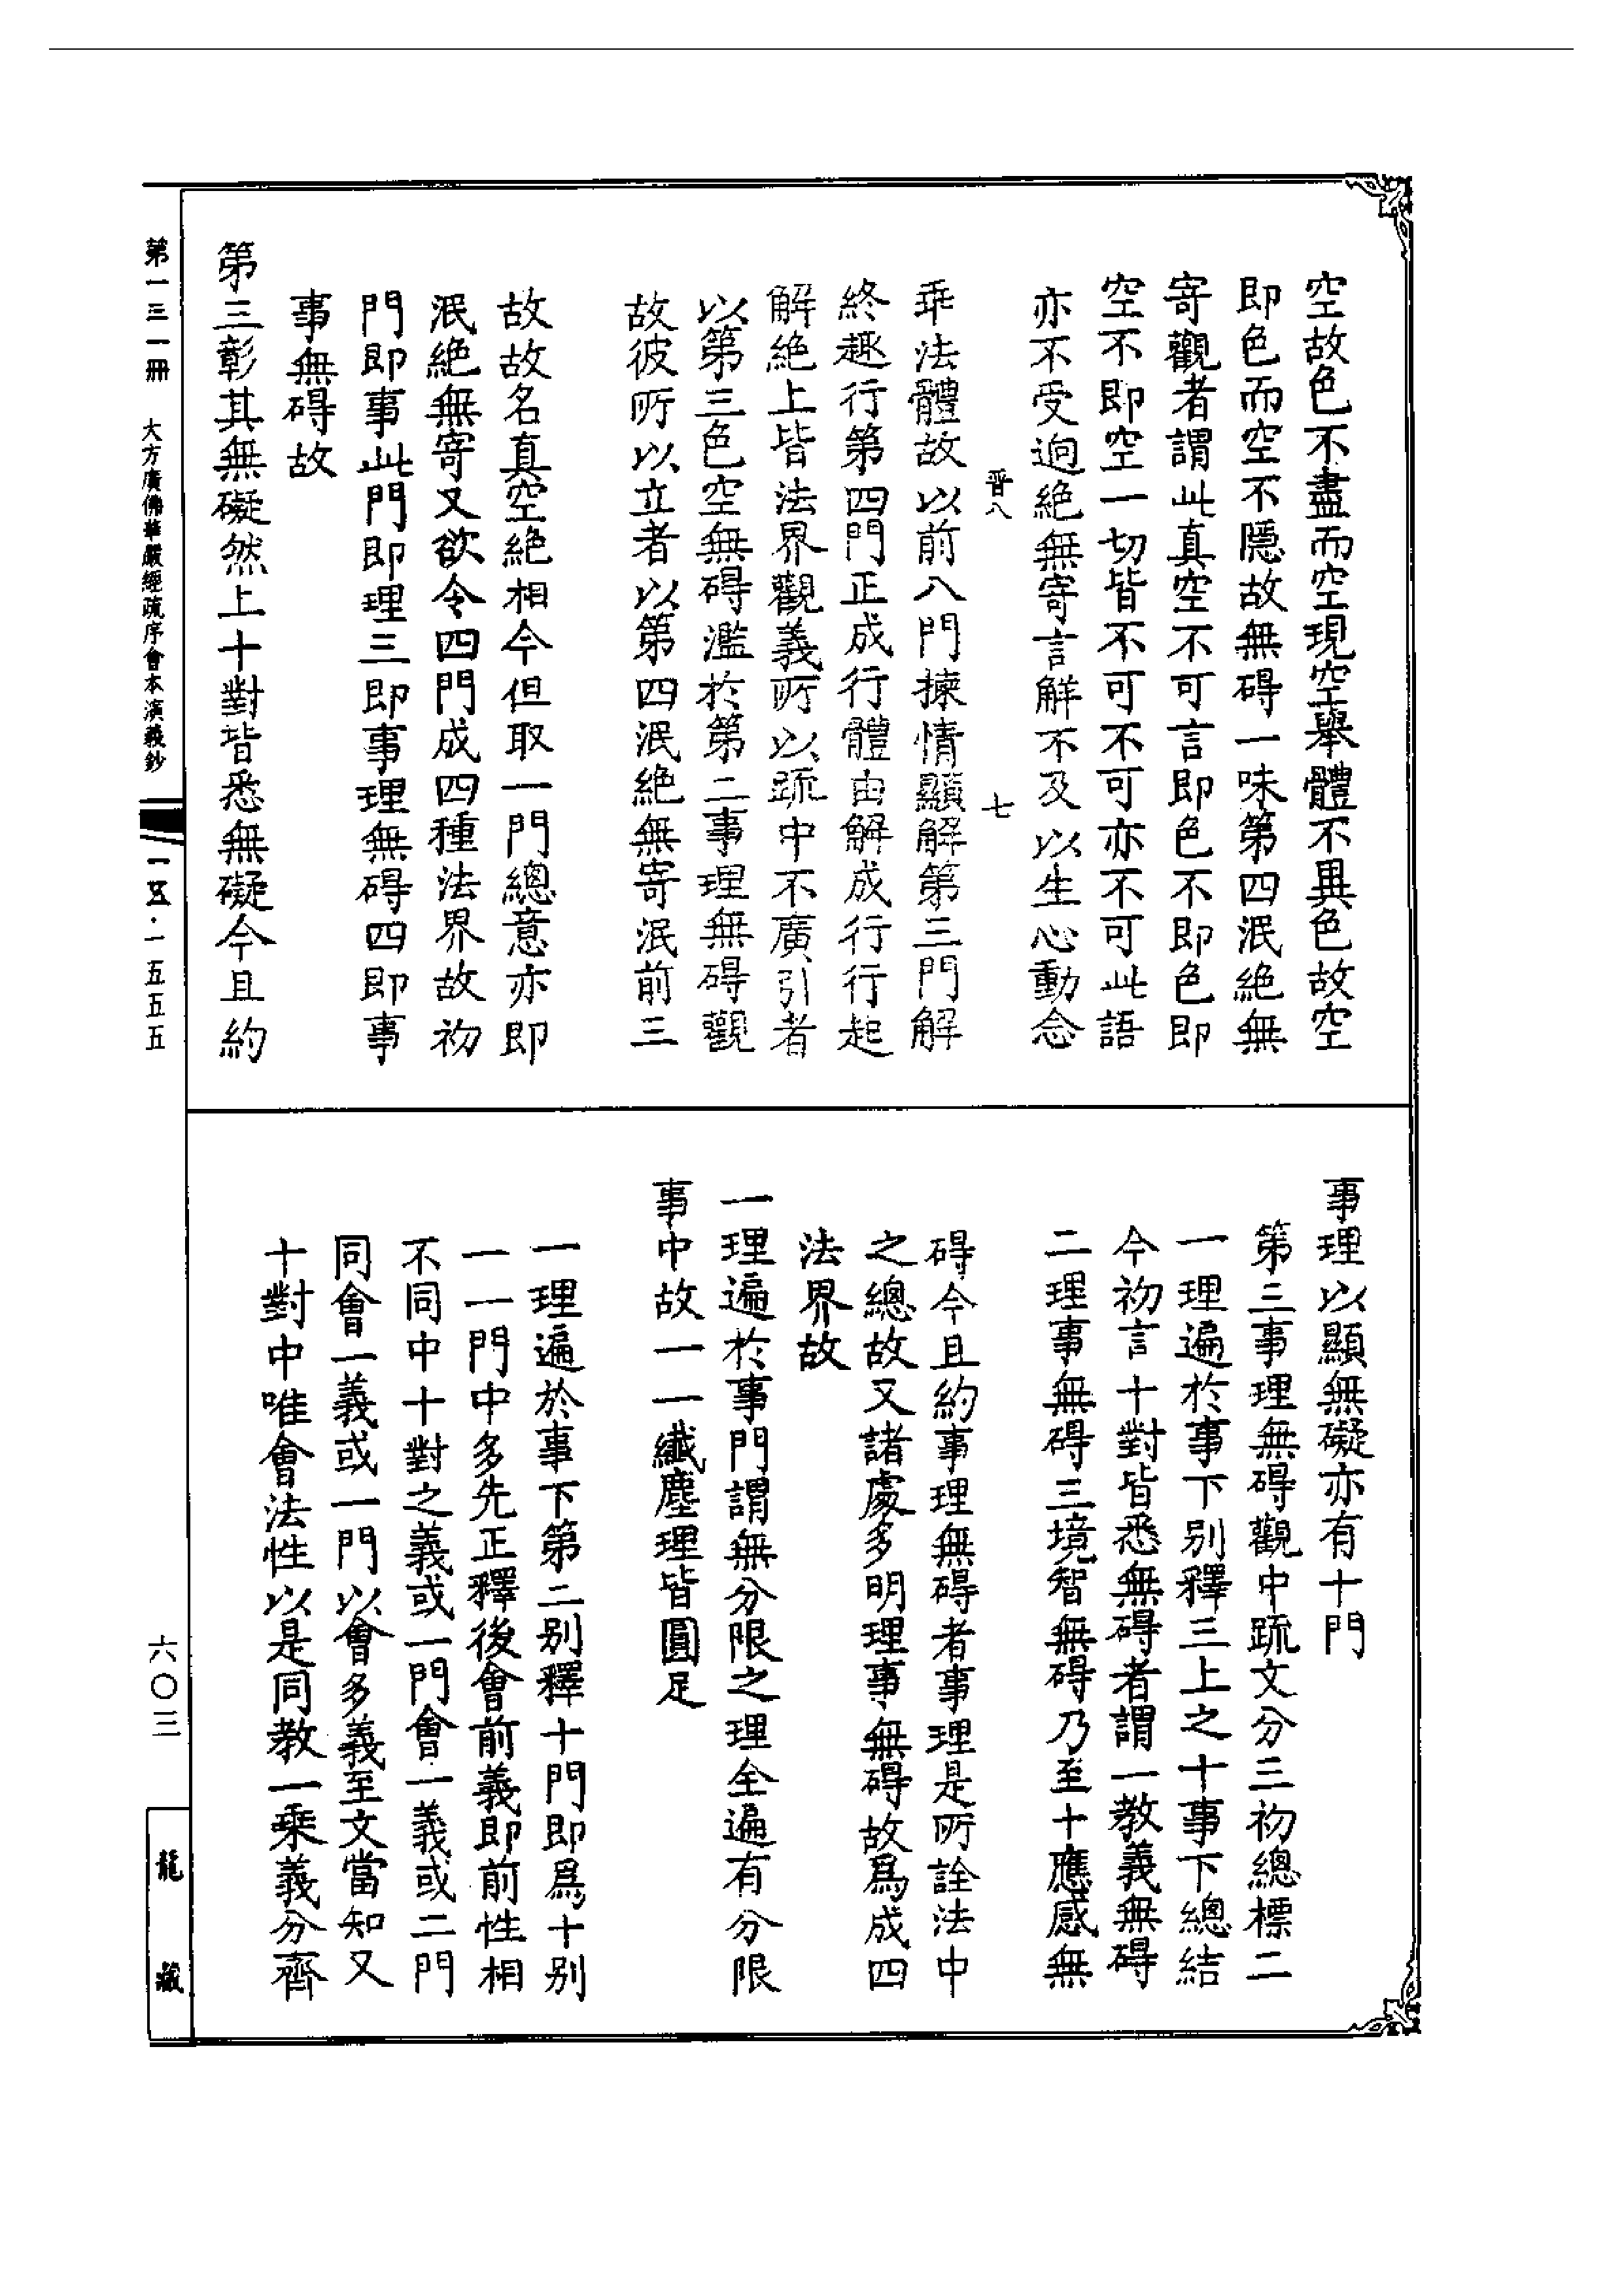 空故色不盡而空現空舉體不異色故空
即色而空不隱故無碍一味第四泯絶無
寄觀者謂此真空不可言即色不即色即
空不即空一切皆不可不可亦不可此語
亦不受迥絶無寄言解不及以生心動念
晋八　七
乖法體故以前八門揀情顯解第三門解
終趣行第四門正成行體由解成行行起
解絶上皆法界觀義所以疏中不廣引者
以第三色空無碍濫於第二事理無碍觀
故彼所以立者以第四泯絶無寄泯前三
故故名真空絶相今但取一門總意亦即
泯絶無寄又欲令四門成四種法界故初
門即事此門即理三即事理無碍四即事
事無碍故
第三彰其無礙然上十對皆悉無礙今且約
事理以顯無礙亦有十門
第三事理無碍觀中疏文分三初總標二
一理遍於事下別釋三上之十事下總結
今初言十對皆悉無碍者謂一教義無碍
二理事無碍三境智無碍乃至十應感無
碍今且約事理無碍者事理是所詮法中
之總故又諸處多明理事無碍故爲成四
法界故
一理遍於事門謂無分限之理全遍有分限
事中故一一纖塵理皆圓足
一理遍於事下第二別釋十門即爲十別
一一門中多先正釋後會前義即前性相
不同中十對之義或一門會一義或二門
同會一義或一門以會多義至文當知又
十對中唯會法性以是同教一乘義分齊
第一三一冊　大方廣佛華嚴經疏序會本演義鈔
一五五五
六〇三
龍藏